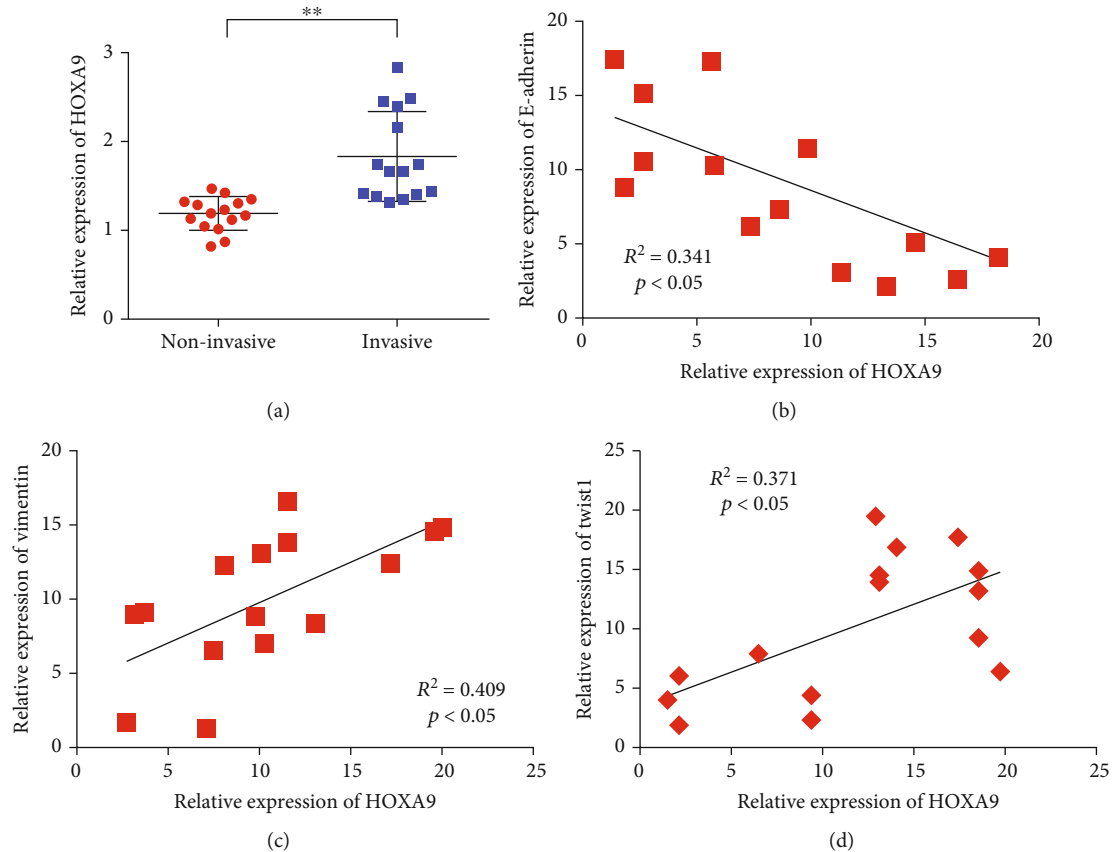 **
Relative expression of HOXA9
3
2
1
0
Non-invasive
Invasive
(a)
Relative expression of E-adherin
20
15
10
5
0
R² = 0.341
p < 0.05
0
5
10
15
20
Relative expression of HOXA9
(b)
Relative expression of vimentin
20
15
10
5
0
R² = 0.409
p < 0.05
0
5
10
15
20
25
Relative expression of HOXA9
(c)
Relative expression of twist1
25
20
15
10
5
0
R² = 0.371
p < 0.05
0
5
10
15
20
25
Relative expression of HOXA9
(d)